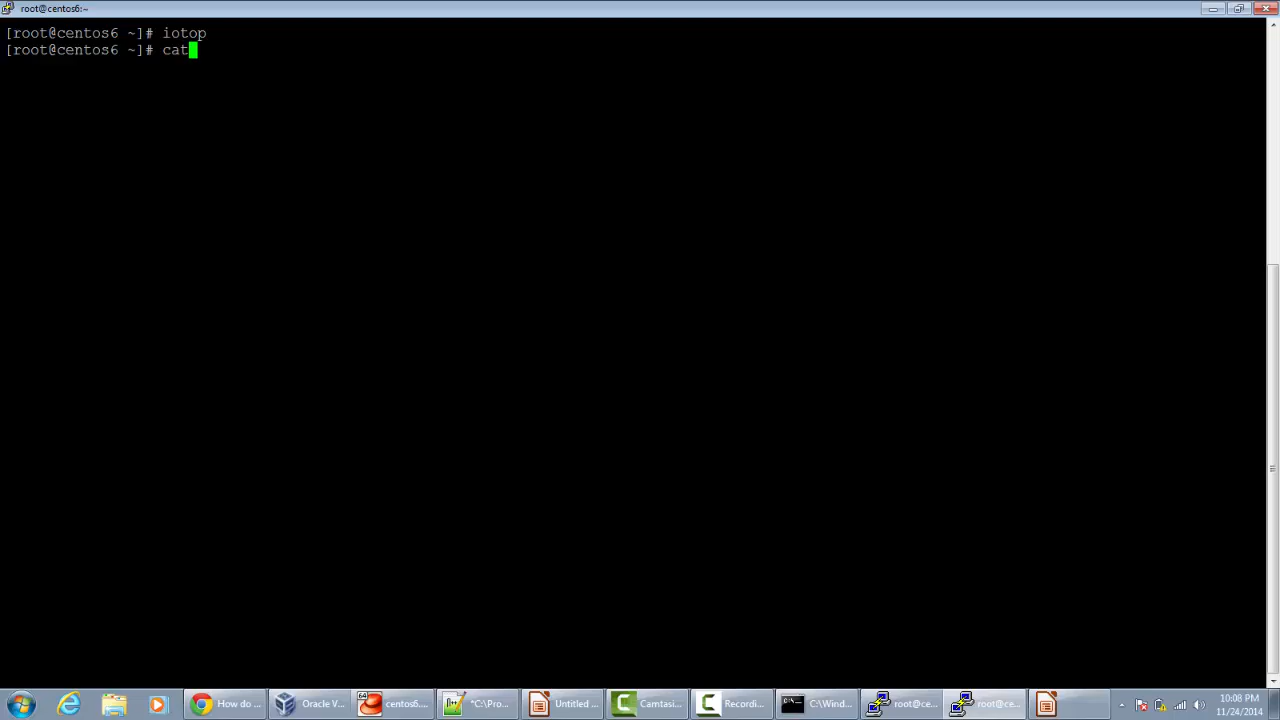 root@centos6:~
[root@centos6 ~]# iotop
[root@centos6 ~]# cat
How do ...
Oracle V...
64
centos6....
*C:\Pro...
Untitled ...
Camtasi...
Recordi...
C:\Wind...
root@ce...
root@ce...
10:08 PM
11/24/2014